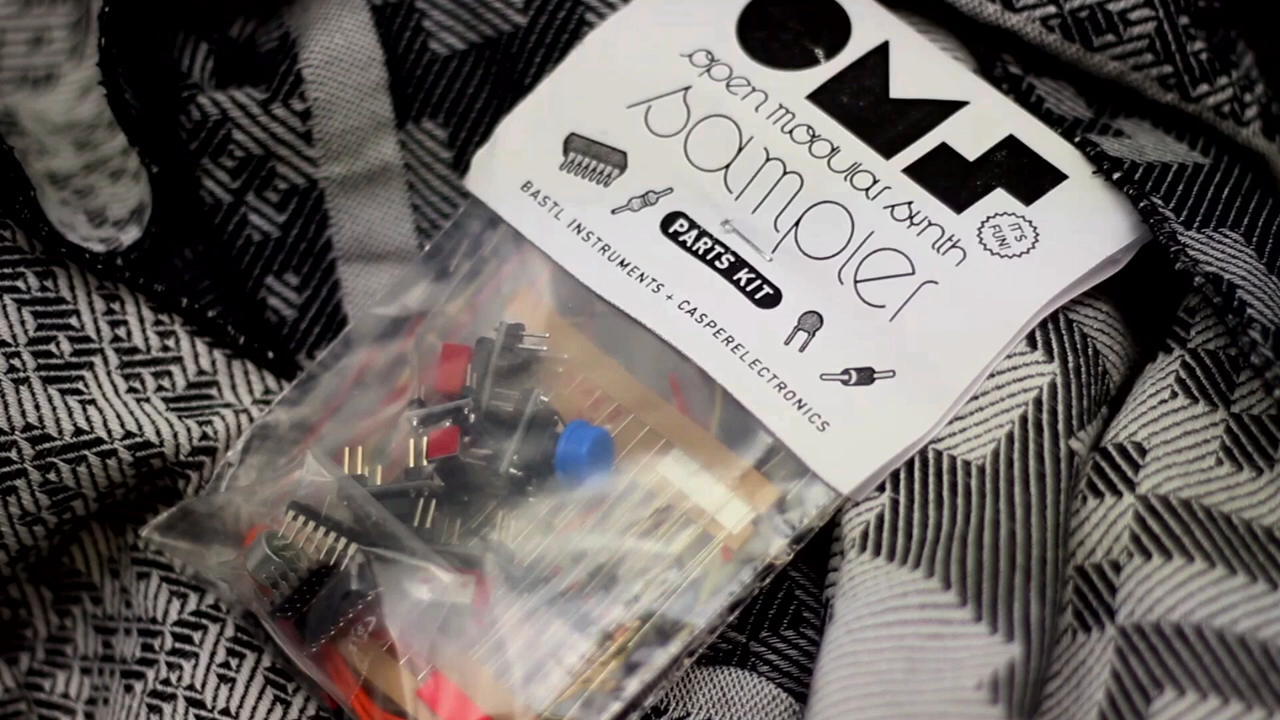 OMS
open modular synth
sampler
IT'S
FUN!
PARTS KIT
BASTL INSTRUMENTS + CASPERELECTRONICS